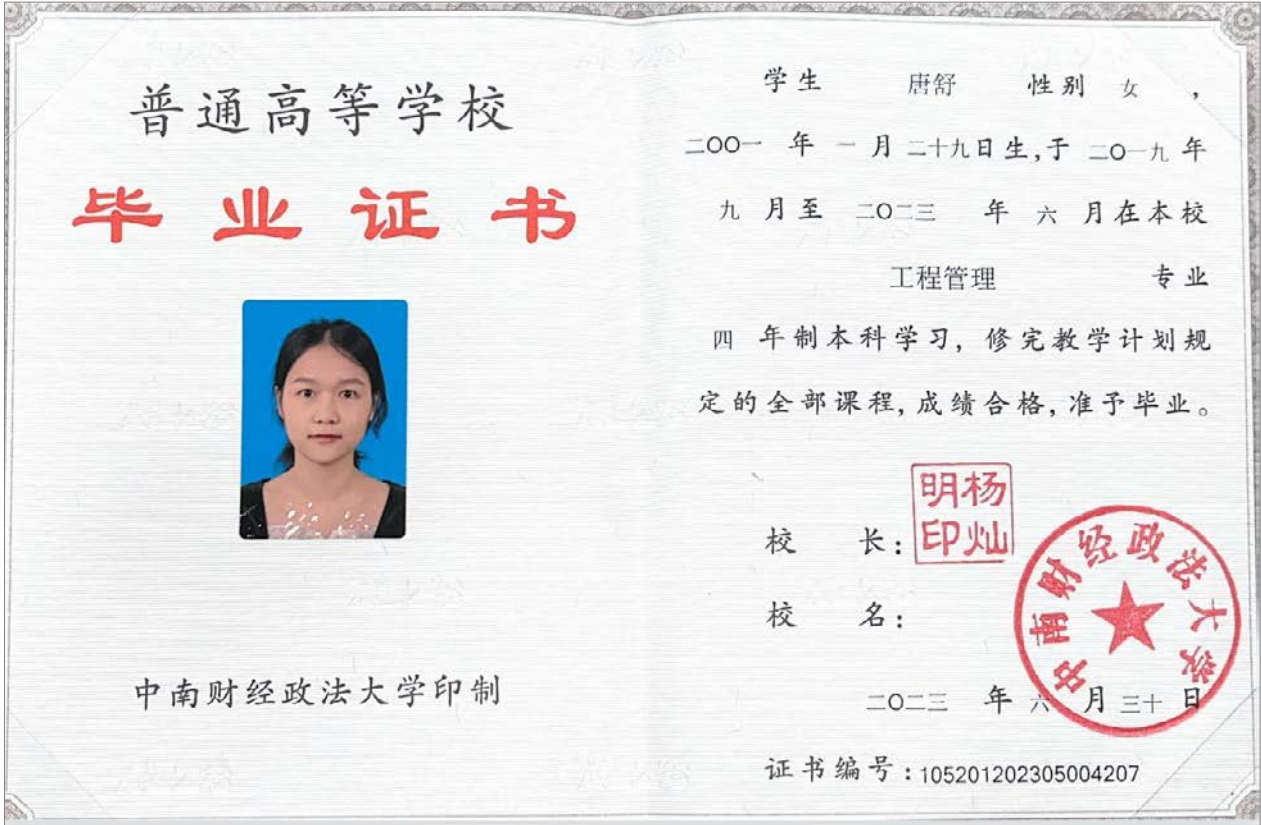 普通高等学校
毕业证书
中南财经政法大学印制
学生 唐舒 性别 女，
二OO一 年 一 月 二十九日生,于 二O一九 年
九 月至 二O二三 年 六 月在本校
工程管理 专业
四 年制本科学习, 修完教学计划规
定的全部课程,成绩合格,准予毕业。
校 长:
杨灿明印
校 名:
中南财经政法大学
二O二三 年 六 月 三十 日
证书编号:105201202305004207